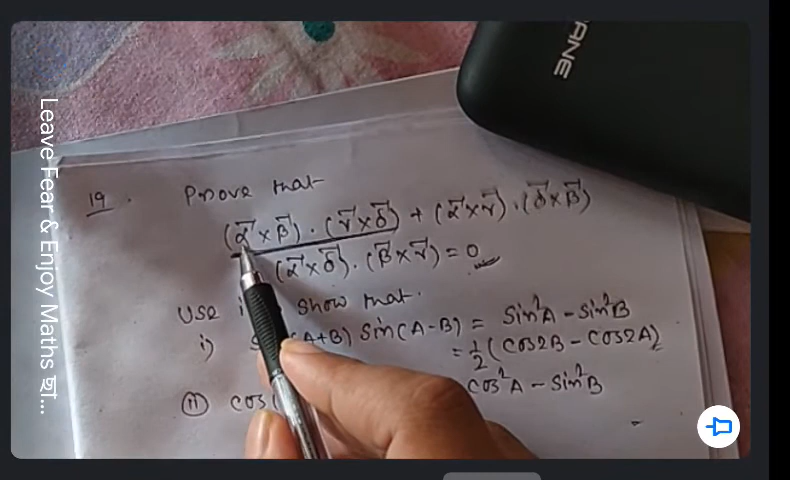 Leave Fear & Enjoy Maths ছা...
ANE
19. Prove that
(α⃗ × β⃗) · (γ⃗ × δ⃗) + (α⃗ × γ⃗) · (δ⃗ × β⃗)
(α⃗ × δ⃗) · (β⃗ × γ⃗) = 0
Use show that.
i) (A+B) Sin(A-B) = Sin²A - Sin²B
= 1/2 (cos2B - cos2A)
(ii) cos( cos²A - Sin²B